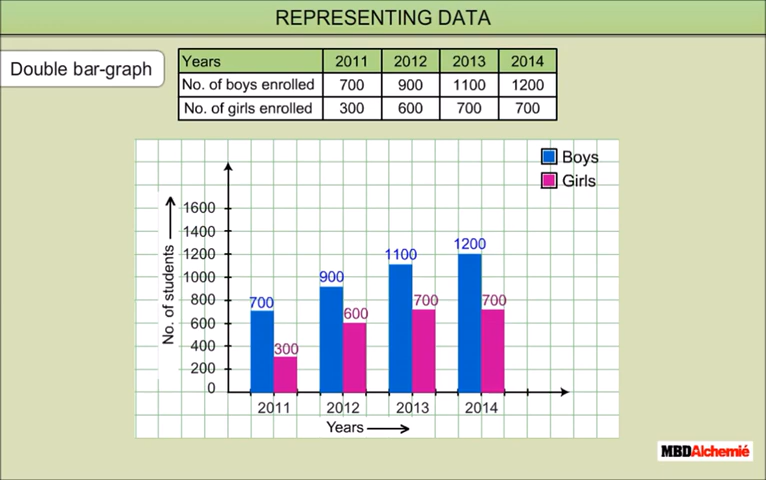 REPRESENTING DATA
Double bar-graph
Years 2011 2012 2013 2014
No. of boys enrolled 700 900 1100 1200
No. of girls enrolled 300 600 700 700
Boys
Girls
No. of students
1600
1400
1200
1000
800
600
400
200
0
700
300
900
600
1100
700
1200
700
2011 2012 2013 2014
Years
MBDAlchemié